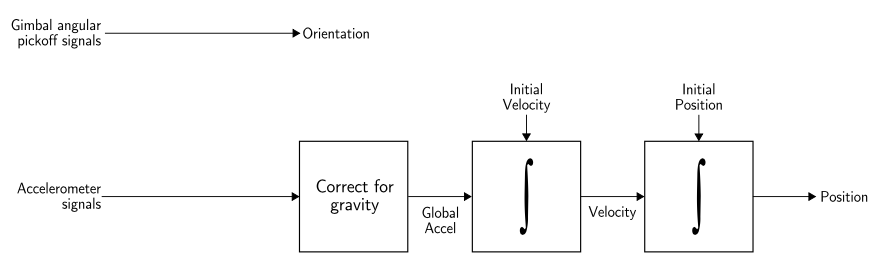 Gimbal angular
pickoff signals
Orientation
Initial
Velocity
Initial
Position
Accelerometer
signals
Correct for
gravity
Global
Accel
∫
Velocity
∫
Position